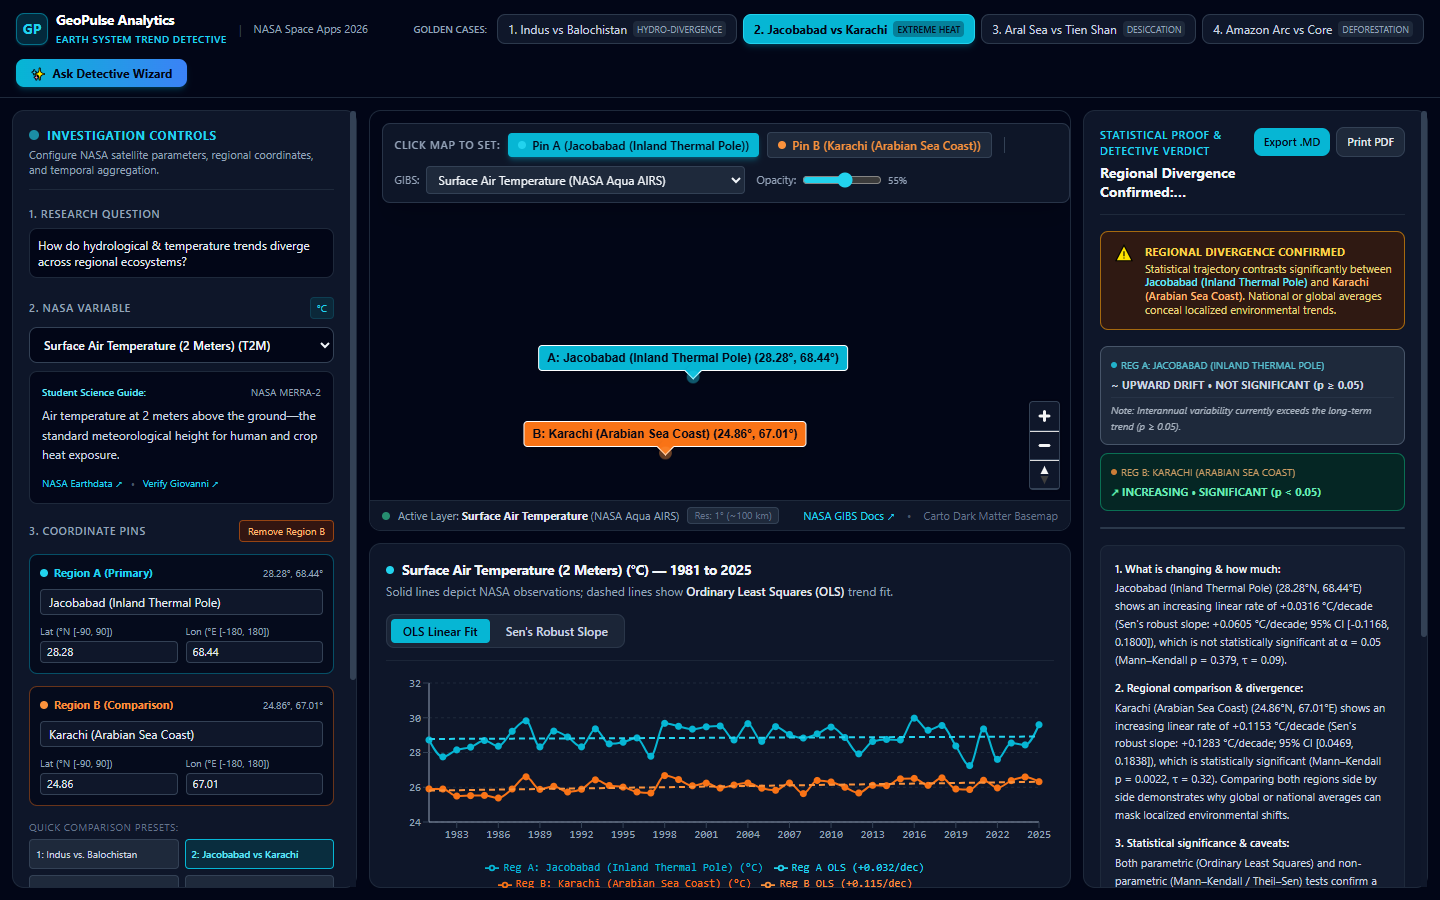 GP
GeoPulse Analytics
EARTH SYSTEM TREND DETECTIVE
NASA Space Apps 2026
GOLDEN CASES:
1. Indus vs Balochistan HYDRO-DIVERGENCE
2. Jacobabad vs Karachi EXTREME HEAT
3. Aral Sea vs Tien Shan DESICCATION
4. Amazon Arc vs Core DEFORESTATION
✨ Ask Detective Wizard
INVESTIGATION CONTROLS
Configure NASA satellite parameters, regional coordinates,
and temporal aggregation.
1. RESEARCH QUESTION
How do hydrological & temperature trends diverge
across regional ecosystems?
2. NASA VARIABLE
°C
Surface Air Temperature (2 Meters) (T2M)
Student Science Guide:
NASA MERRA-2
Air temperature at 2 meters above the ground—the
standard meteorological height for human and crop
heat exposure.
NASA Earthdata ↗ • Verify Giovanni ↗
3. COORDINATE PINS
Remove Region B
Region A (Primary)
28.28°, 68.44°
Jacobabad (Inland Thermal Pole)
Lat (°N [-90, 90]) Lon (°E [-180, 180])
28.28 68.44
Region B (Comparison)
24.86°, 67.01°
Karachi (Arabian Sea Coast)
Lat (°N [-90, 90]) Lon (°E [-180, 180])
24.86 67.01
QUICK COMPARISON PRESETS:
1: Indus vs. Balochistan
2: Jacobabad vs Karachi
CLICK MAP TO SET:
Pin A (Jacobabad (Inland Thermal Pole))
Pin B (Karachi (Arabian Sea Coast))
GIBS: Surface Air Temperature (NASA Aqua AIRS) Opacity: 55%
A: Jacobabad (Inland Thermal Pole) (28.28°, 68.44°)
B: Karachi (Arabian Sea Coast) (24.86°, 67.01°)
+
−
Active Layer: Surface Air Temperature (NASA Aqua AIRS) Res: 1° (~100 km) NASA GIBS Docs ↗ • Carto Dark Matter Basemap
Surface Air Temperature (2 Meters) (°C) — 1981 to 2025
Solid lines depict NASA observations; dashed lines show Ordinary Least Squares (OLS) trend fit.
OLS Linear Fit
Sen's Robust Slope
32
30
28
26
24
1983 1986 1989 1992 1995 1998 2001 2004 2007 2010 2013 2016 2019 2022 2025
Reg A: Jacobabad (Inland Thermal Pole) (°C) Reg A OLS (+0.032/dec)
Reg B: Karachi (Arabian Sea Coast) (°C) Reg B OLS (+0.115/dec)
STATISTICAL PROOF &
DETECTIVE VERDICT
Export .MD
Print PDF
Regional Divergence
Confirmed:...
REGIONAL DIVERGENCE CONFIRMED
Statistical trajectory contrasts significantly between
Jacobabad (Inland Thermal Pole) and Karachi
(Arabian Sea Coast). National or global averages
conceal localized environmental trends.
REG A: JACOBABAD (INLAND THERMAL POLE)
~ UPWARD DRIFT • NOT SIGNIFICANT (p ≥ 0.05)
Note: Interannual variability currently exceeds the long-term
trend (p ≥ 0.05).
REG B: KARACHI (ARABIAN SEA COAST)
↗ INCREASING • SIGNIFICANT (p < 0.05)
1. What is changing & how much:
Jacobabad (Inland Thermal Pole) (28.28°N, 68.44°E)
shows an increasing linear rate of +0.0316 °C/decade
(Sen's robust slope: +0.0605 °C/decade; 95% CI [-0.1168,
0.1800]), which is not statistically significant at α = 0.05
(Mann–Kendall p = 0.379, τ = 0.09).
2. Regional comparison & divergence:
Karachi (Arabian Sea Coast) (24.86°N, 67.01°E) shows an
increasing linear rate of +0.1153 °C/decade (Sen's
robust slope: +0.1283 °C/decade; 95% CI [0.0469,
0.1838]), which is statistically significant (Mann–Kendall
p = 0.0022, τ = 0.32). Comparing both regions side by
side demonstrates why global or national averages can
mask localized environmental shifts.
3. Statistical significance & caveats:
Both parametric (Ordinary Least Squares) and non-
parametric (Mann–Kendall / Theil–Sen) tests confirm a